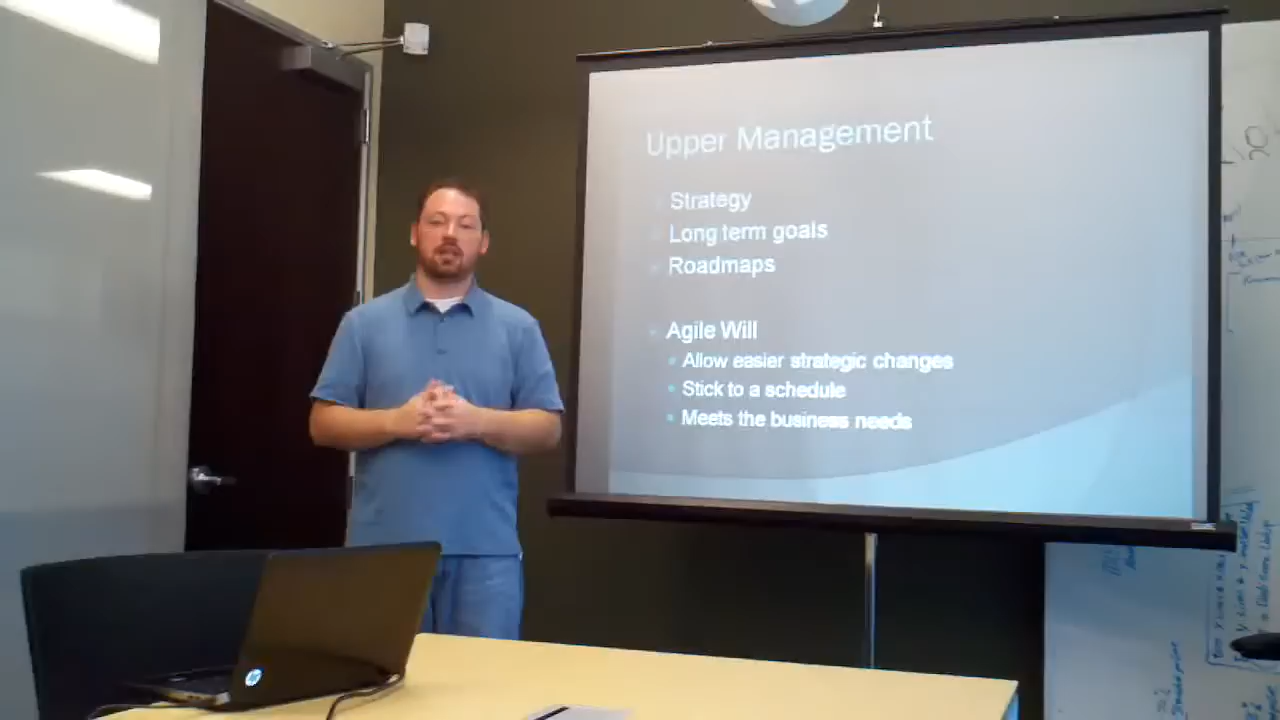 Upper Management
Strategy
Long term goals
Roadmaps
Agile Will
Allow easier strategic changes
Stick to a schedule
Meets the business needs
hp